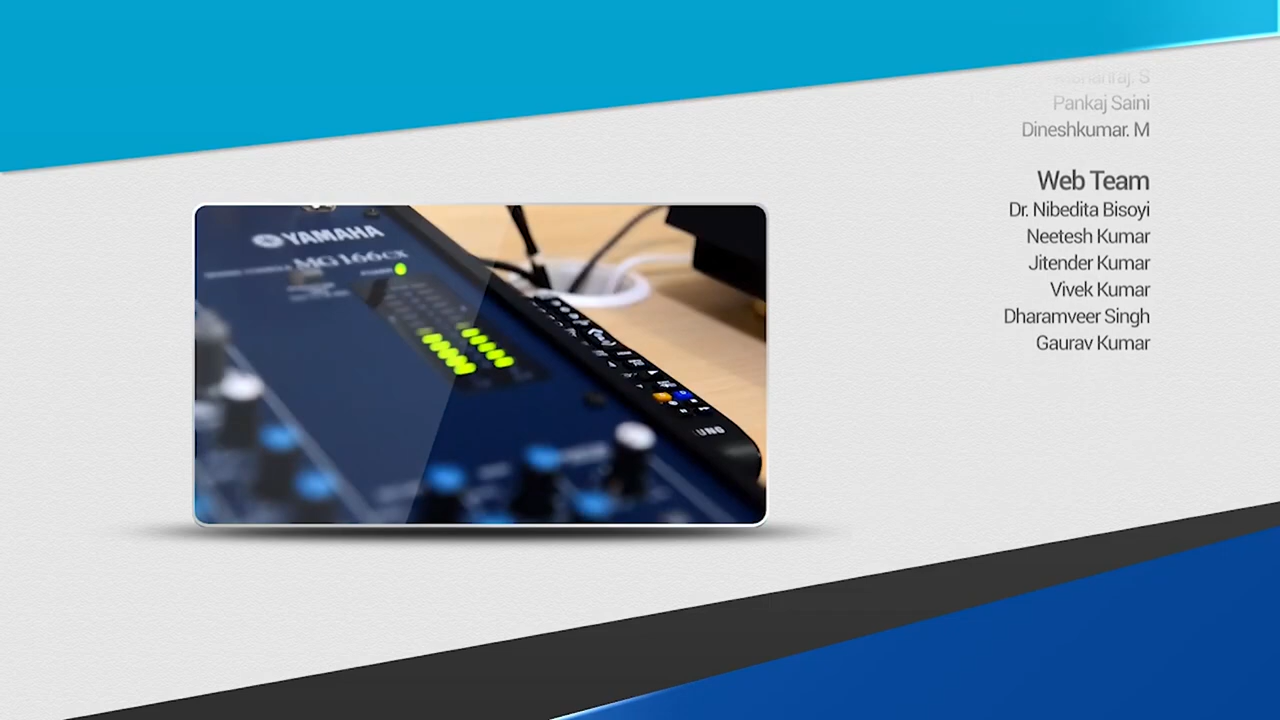 Pankaj Saini
Dineshkumar. M
Web Team
Dr. Nibedita Bisoyi
Neetesh Kumar
Jitender Kumar
Vivek Kumar
Dharamveer Singh
Gaurav Kumar
YAMAHA
MG166CX